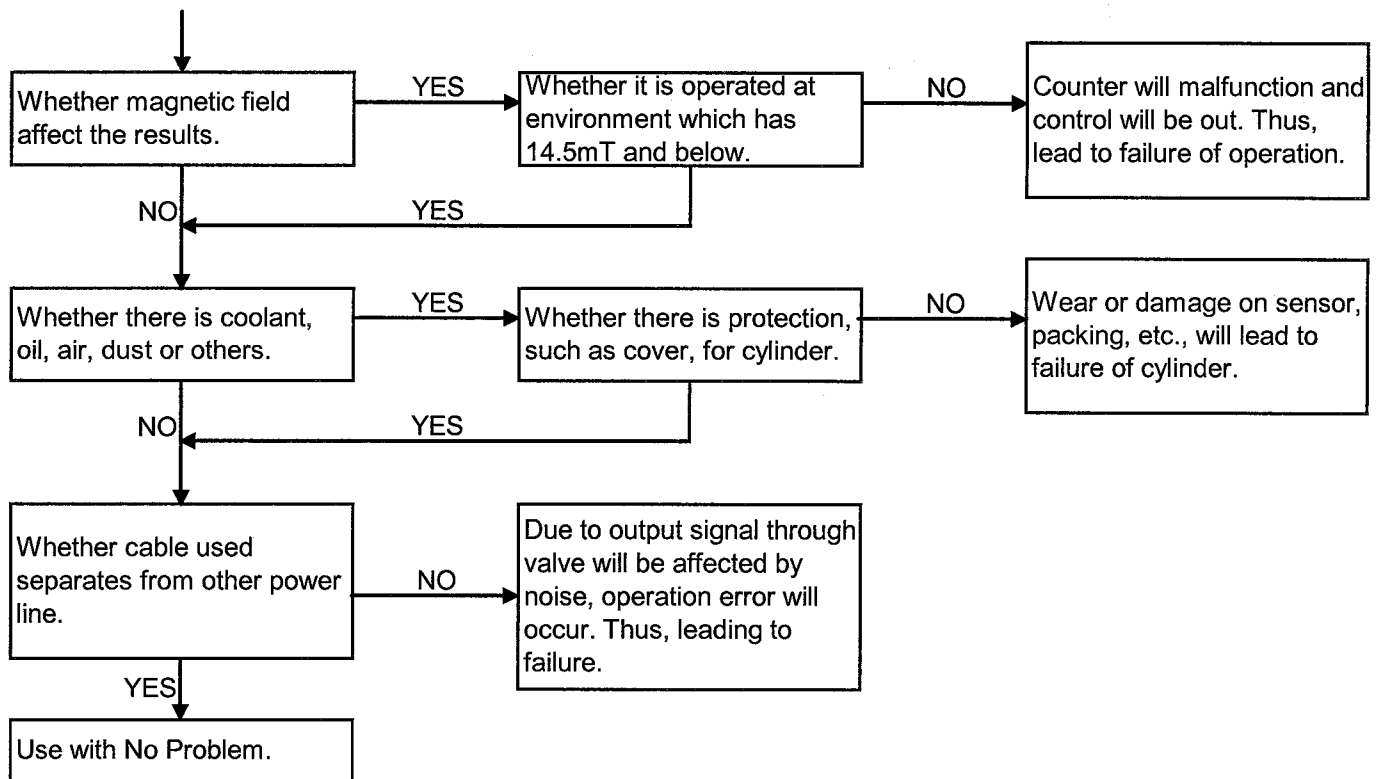 Whether magnetic field
affect the results.
YES
Whether it is operated at
environment which has
14.5mT and below.
NO
Counter will malfunction and
control will be out. Thus,
lead to failure of operation.
NO
YES
Whether there is coolant,
oil, air, dust or others.
YES
Whether there is protection,
such as cover, for cylinder.
NO
Wear or damage on sensor,
packing, etc., will lead to
failure of cylinder.
NO
YES
Whether cable used
separates from other power
line.
NO
Due to output signal through
valve will be affected by
noise, operation error will
occur. Thus, leading to
failure.
YES
Use with No Problem.